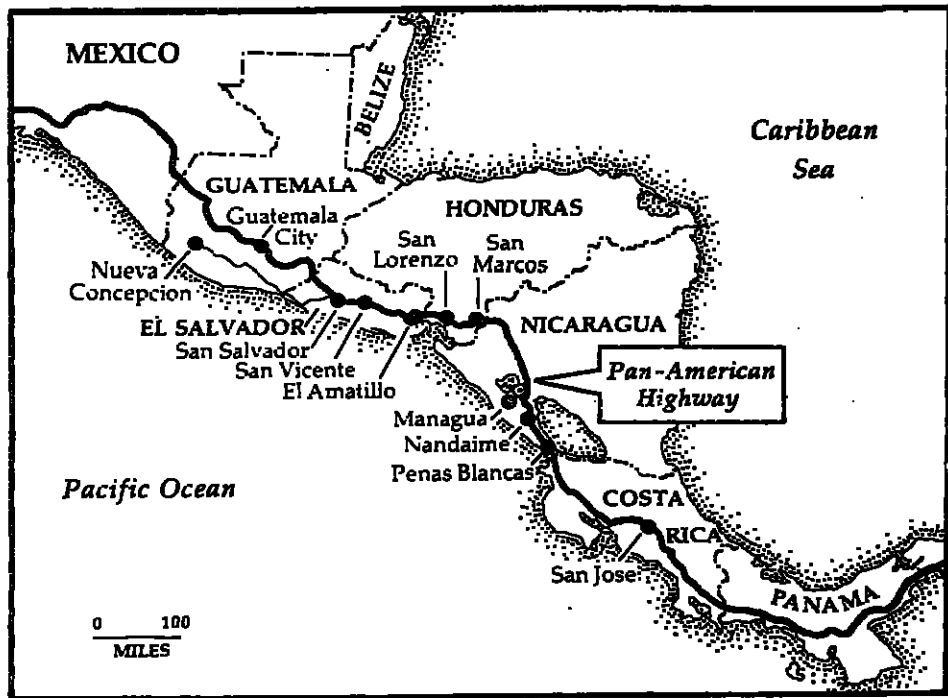 MEXICO
BELIZE
Caribbean
Sea
GUATEMALA
Guatemala
City
HONDURAS
San
Lorenzo
San
Marcos
Nueva
Concepcion
EL SALVADOR
San Salvador
San Vicente
El Amatillo
NICARAGUA
Pan-American
Highway
Managua
Nandaime
Penas Blancas
Pacific Ocean
COSTA
RICA
San Jose
PANAMA
0 100
MILES